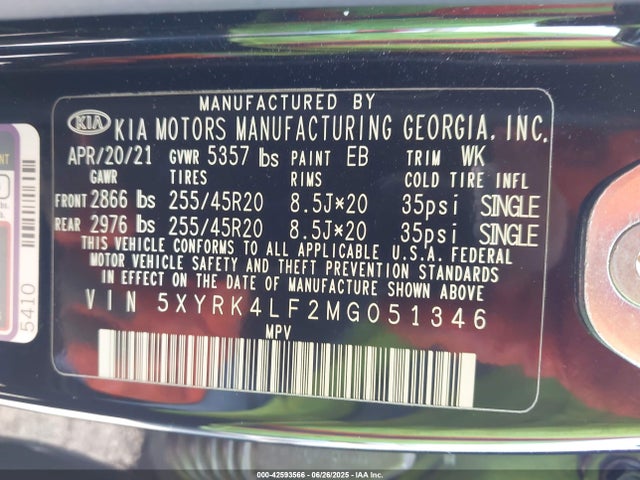 MANUFACTURED BY
KIA KIA MOTORS MANUFACTURING GEORGIA, INC.
APR/20/21 GVWR 5357 lbs PAINT EB TRIM WK
GAWR TIRES RIMS COLD TIRE INFL
FRONT 2866 lbs 255/45R20 8.5J*20 35psi SINGLE
REAR 2976 lbs 255/45R20 8.5J*20 35psi SINGLE
THIS VEHICLE CONFORMS TO ALL APPLICABLE U.S.A. FEDERAL
MOTOR VEHICLE SAFETY AND THEFT PREVENTION STANDARDS
IN EFFECT ON THE DATE OF MANUFACTURE SHOWN ABOVE
VIN 5XYRK4LF2MG051346
MPV
5410
000-42593566 - 06/26/2025 - IAA Inc.